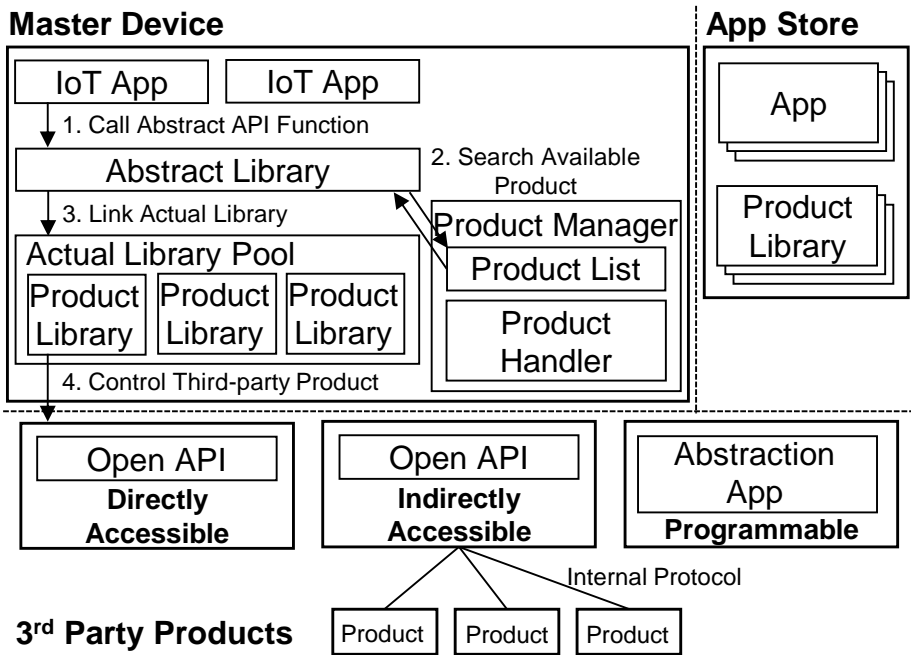 Master Device
App Store
IoT App
IoT App
App
1. Call Abstract API Function
Abstract Library
2. Search Available
Product
3. Link Actual Library
Product Manager
Product List
Product
Handler
Product
Library
Actual Library Pool
Product
Library
Product
Library
Product
Library
4. Control Third-party Product
Open API
Directly
Accessible
Open API
Indirectly
Accessible
Abstraction
App
Programmable
Internal Protocol
3rd Party Products
Product
Product
Product